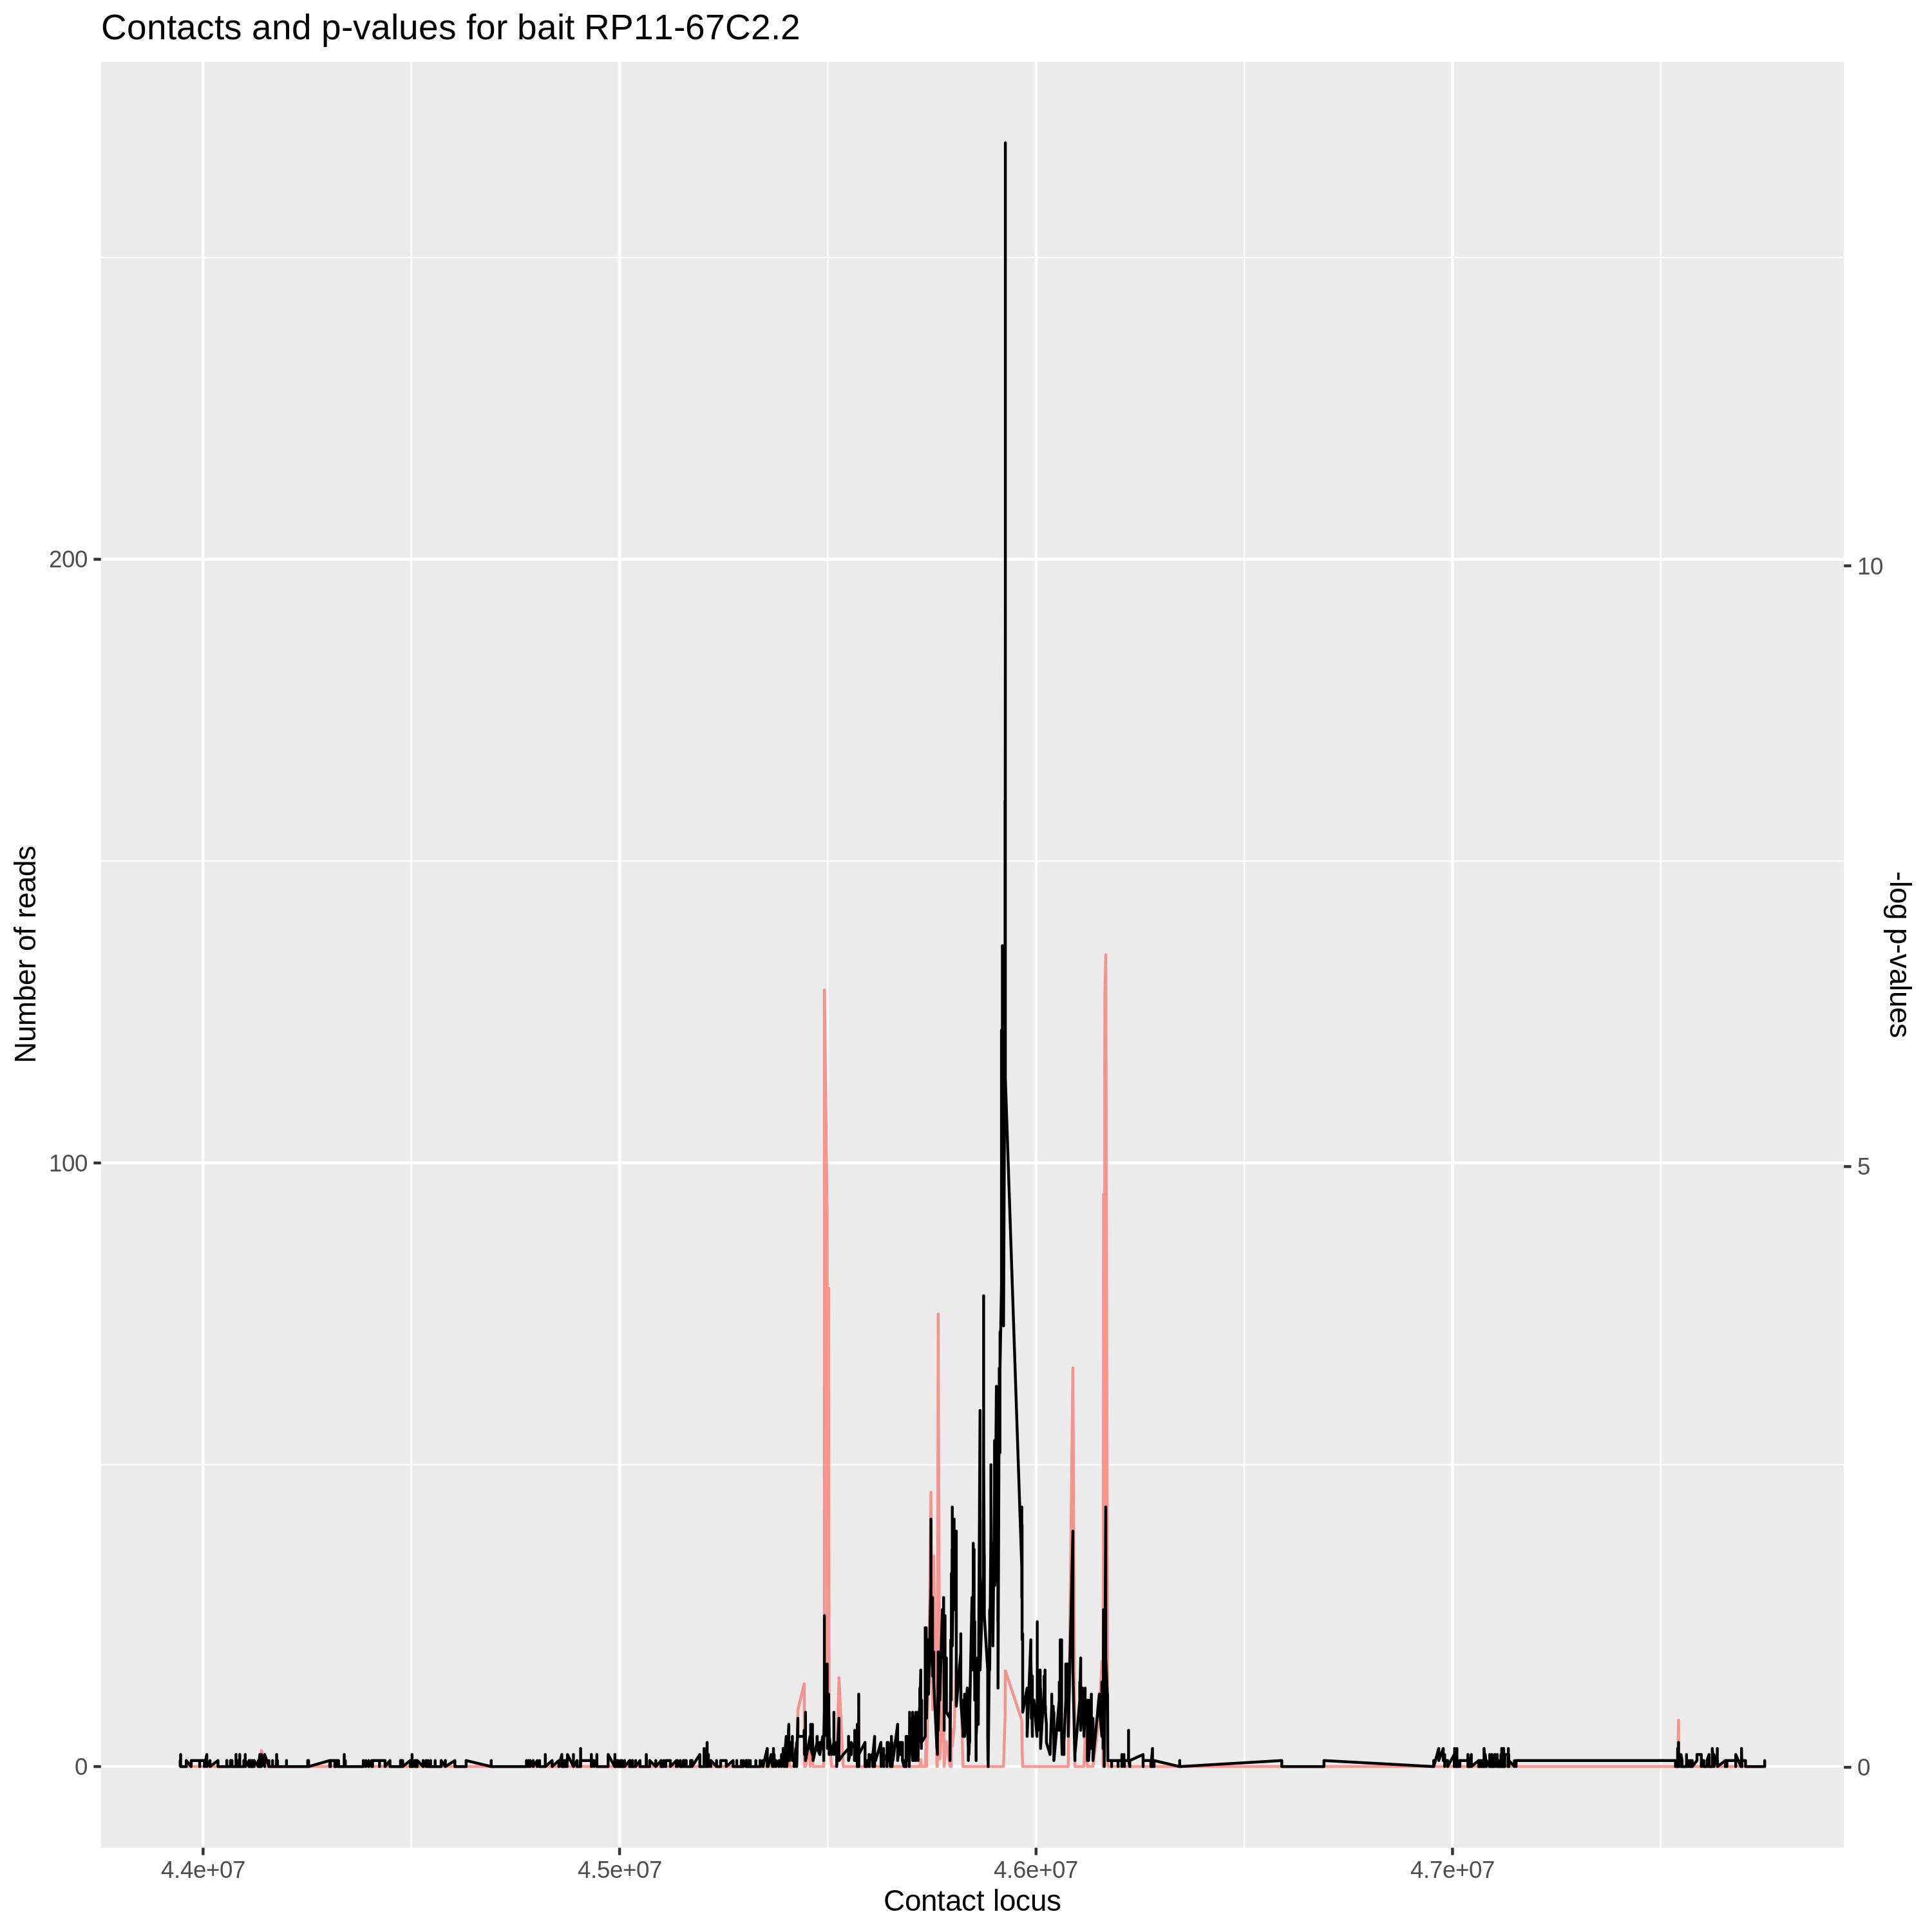 Contacts and p-values for bait RP11-67C2.2
Number of reads
200
100
0
10
5
0
-log p-values
4.4e+07
4.5e+07
4.6e+07
4.7e+07
Contact locus